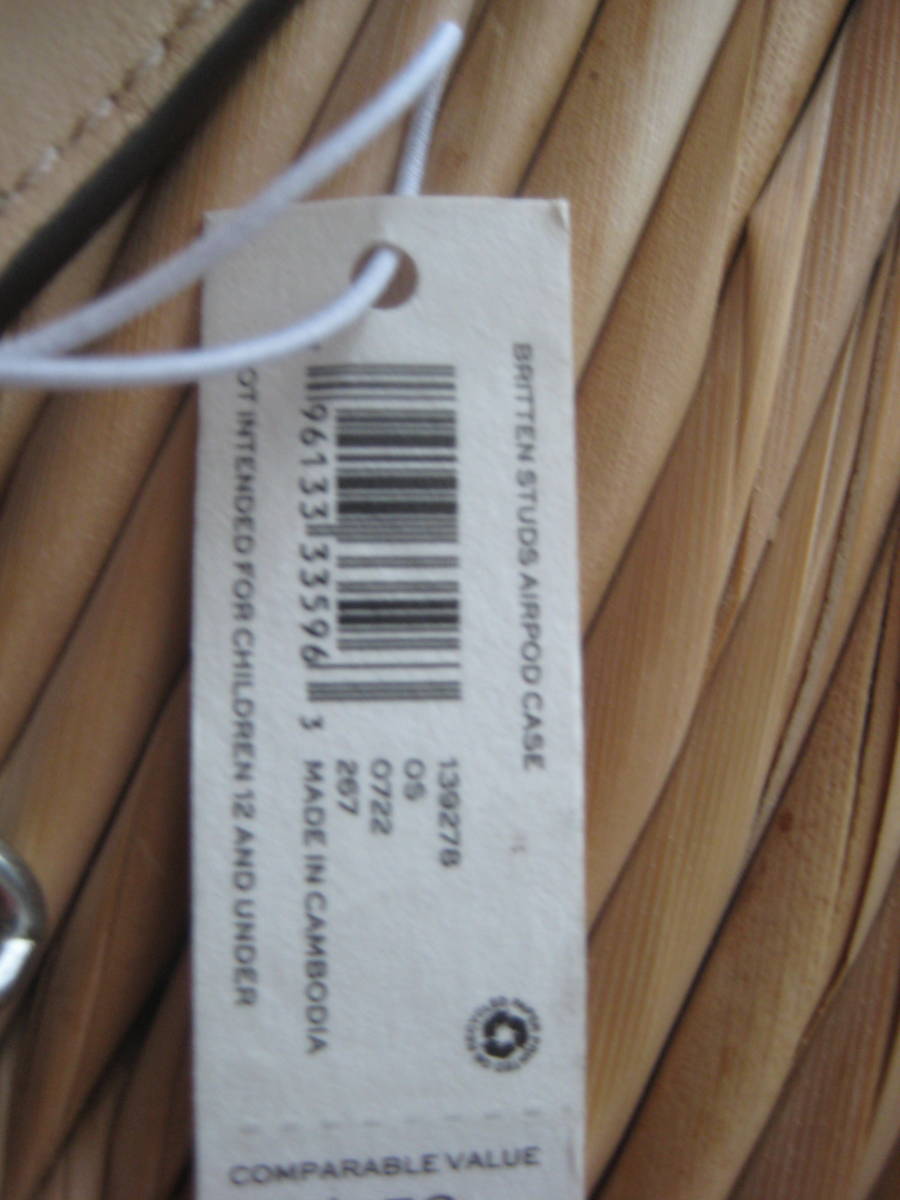 BRITTEN STUDS AIRPOD CASE
139278
OS
0722
267
96133 33596 3
MADE IN CAMBODIA
OT INTENDED FOR CHILDREN 12 AND UNDER
COMPARABLE VALUE